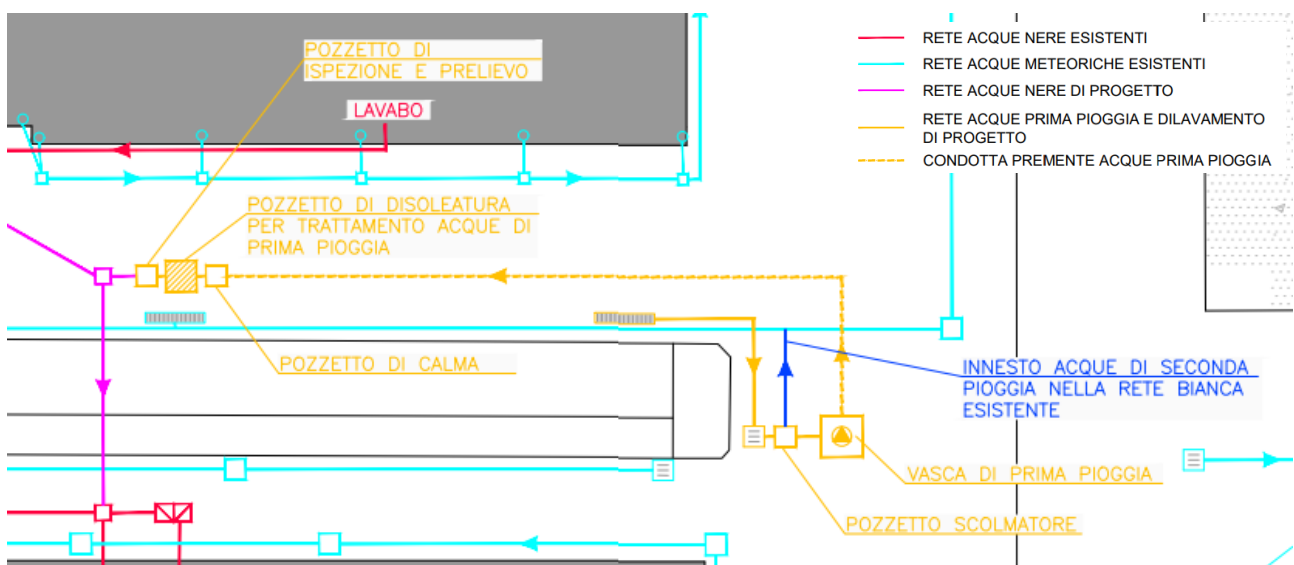 POZZETTO DI
ISPEZIONE E PRELIEVO
LAVABO
RETE ACQUE NERE ESISTENTI
RETE ACQUE METEORICHE ESISTENTI
RETE ACQUE NERE DI PROGETTO
RETE ACQUE PRIMA PIOGGIA E DILAVAMENTO
DI PROGETTO
CONDOTTA PREMENTE ACQUE PRIMA PIOGGIA
POZZETTO DI DISOLEATURA
PER TRATTAMENTO ACQUE DI
PRIMA PIOGGIA
POZZETTO DI CALMA
INNESTO ACQUE DI SECONDA
PIOGGIA NELLA RETE BIANCA
ESISTENTE
VASCA DI PRIMA PIOGGIA
POZZETTO SCOLMATORE